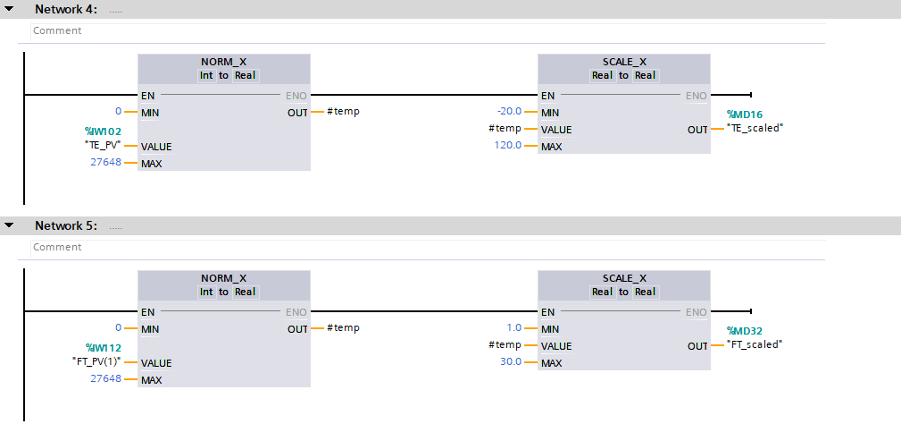 Network 4: .....
Comment
NORM_X
Int to Real
EN ENO
0 MIN OUT #temp
%IW102
"TE_PV" VALUE
27648 MAX
SCALE_X
Real to Real
EN ENO
-20.0 MIN
#temp VALUE
120.0 MAX
%MD16
OUT "TE_scaled"
Network 5: .....
Comment
NORM_X
Int to Real
EN ENO
0 MIN OUT #temp
%IW112
"FT_PV(1)" VALUE
27648 MAX
SCALE_X
Real to Real
EN ENO
1.0 MIN
#temp VALUE
30.0 MAX
%MD32
OUT "FT_scaled"